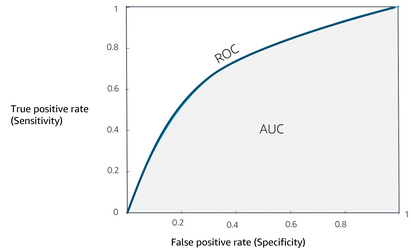 1
0.8
ROC
0.6
True positive rate
(Sensitivity)
0.4
AUC
0.2
0
0.2
0.4
0.6
0.8
1
False positive rate (Specificity)